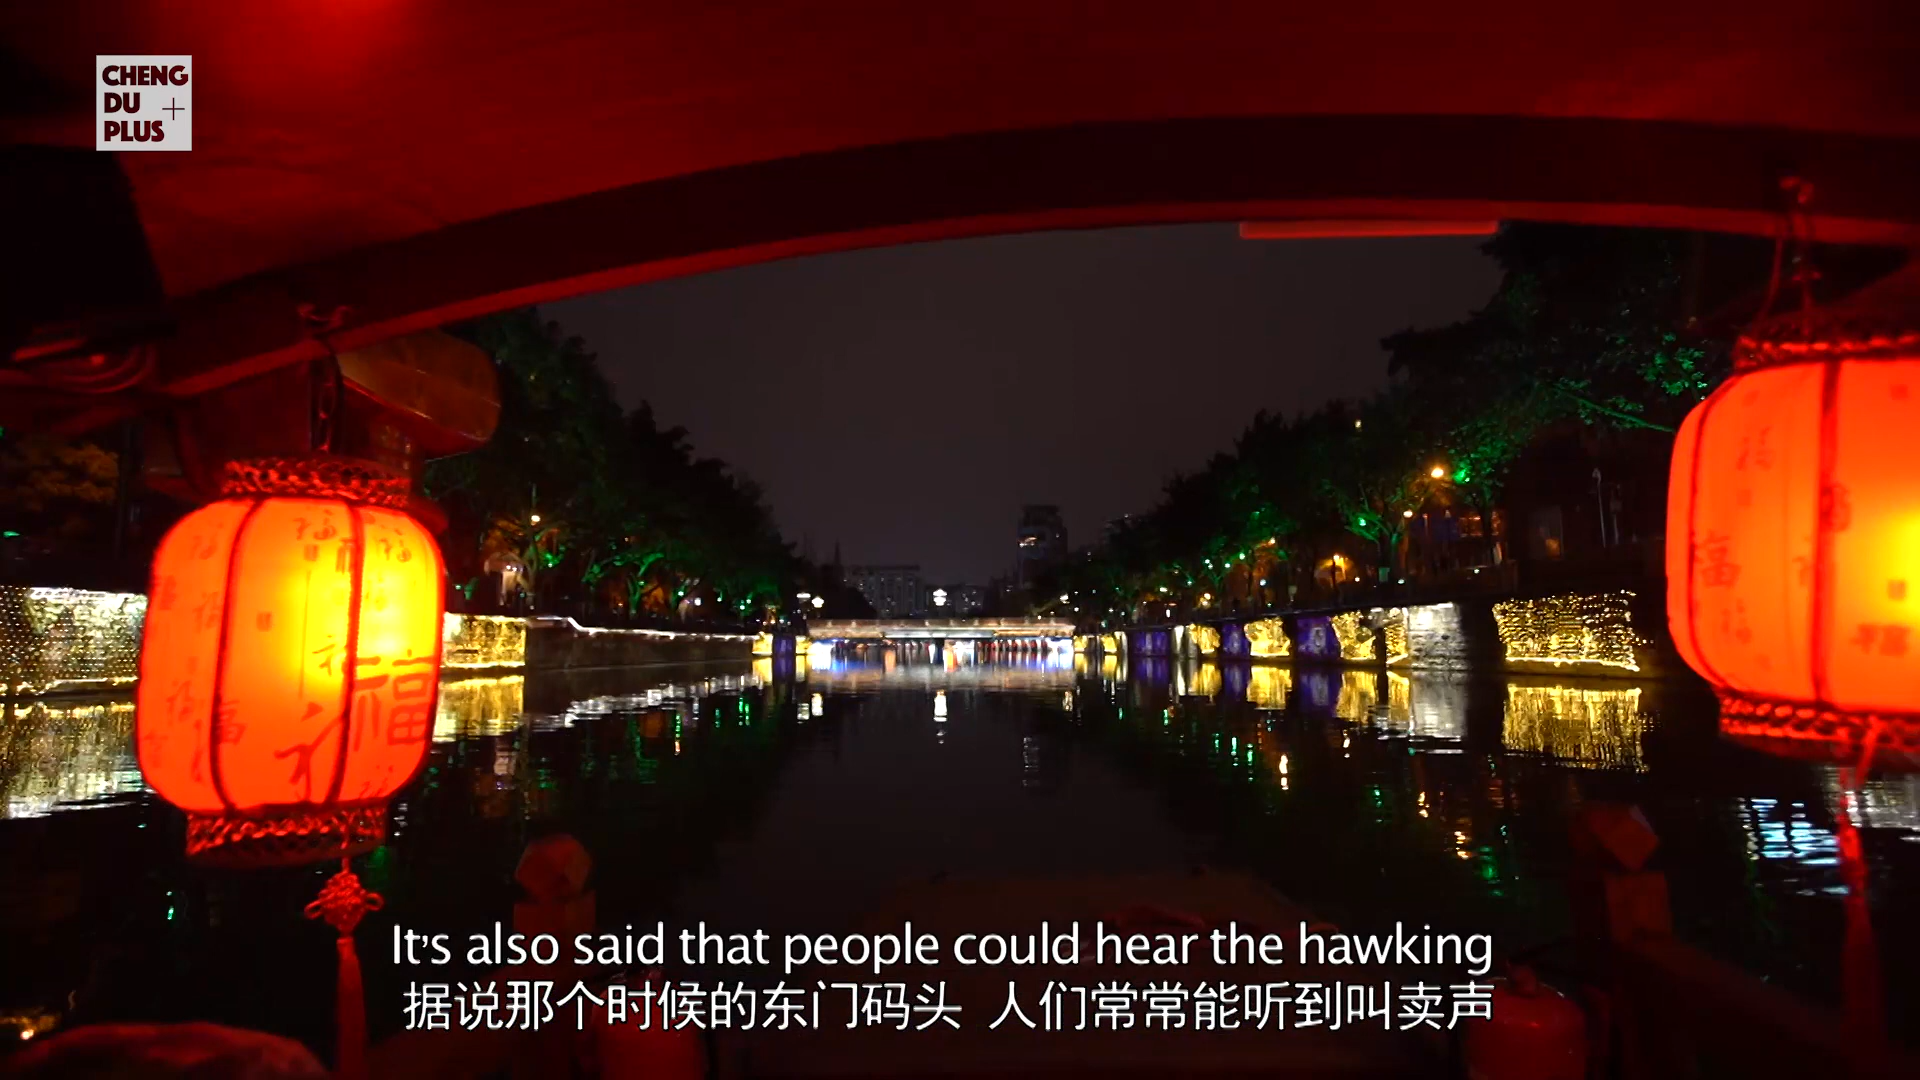 CHENG
DU
PLUS+
福
It's also said that people could hear the hawking
据说那个时候的东门码头 人们常常能听到叫卖声